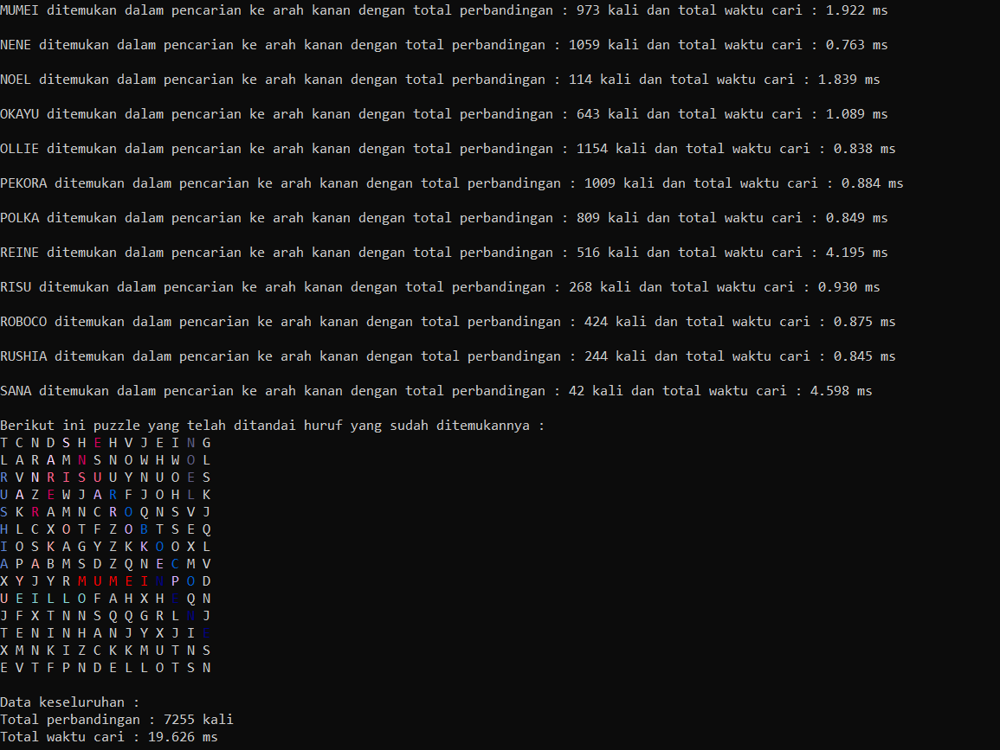 MUMEI ditemukan dalam pencarian ke arah kanan dengan total perbandingan : 973 kali dan total waktu cari : 1.922 ms
NENE ditemukan dalam pencarian ke arah kanan dengan total perbandingan : 1059 kali dan total waktu cari : 0.763 ms
NOEL ditemukan dalam pencarian ke arah kanan dengan total perbandingan : 114 kali dan total waktu cari : 1.839 ms
OKAYU ditemukan dalam pencarian ke arah kanan dengan total perbandingan : 643 kali dan total waktu cari : 1.089 ms
OLLIE ditemukan dalam pencarian ke arah kanan dengan total perbandingan : 1154 kali dan total waktu cari : 0.838 ms
PEKORA ditemukan dalam pencarian ke arah kanan dengan total perbandingan : 1009 kali dan total waktu cari : 0.884 ms
POLKA ditemukan dalam pencarian ke arah kanan dengan total perbandingan : 809 kali dan total waktu cari : 0.849 ms
REINE ditemukan dalam pencarian ke arah kanan dengan total perbandingan : 516 kali dan total waktu cari : 4.195 ms
RISU ditemukan dalam pencarian ke arah kanan dengan total perbandingan : 268 kali dan total waktu cari : 0.930 ms
ROBOCO ditemukan dalam pencarian ke arah kanan dengan total perbandingan : 424 kali dan total waktu cari : 0.875 ms
RUSHIA ditemukan dalam pencarian ke arah kanan dengan total perbandingan : 244 kali dan total waktu cari : 0.845 ms
SANA ditemukan dalam pencarian ke arah kanan dengan total perbandingan : 42 kali dan total waktu cari : 4.598 ms
Berikut ini puzzle yang telah ditandai huruf yang sudah ditemukannya :
T C N D S H E H V J E I N G
L A R A M N S N O W H W O L
R V N R I S U U Y N U O E S
U A Z E W J A R F J O H L K
S K R A M N C R O Q N S V J
H L C X O T F Z O B T S E Q
I O S K A G Y Z K K O O X L
A P A B M S D Z Q N E C M V
X Y J Y R M U M E I N P O D
U E I L L O F A H X H E Q N
J F X T N N S Q Q G R L N J
T E N I N H A N J Y X J I E
X M N K I Z C K K M U T N S
E V T F P N D E L L O T S N
Data keseluruhan :
Total perbandingan : 7255 kali
Total waktu cari : 19.626 ms